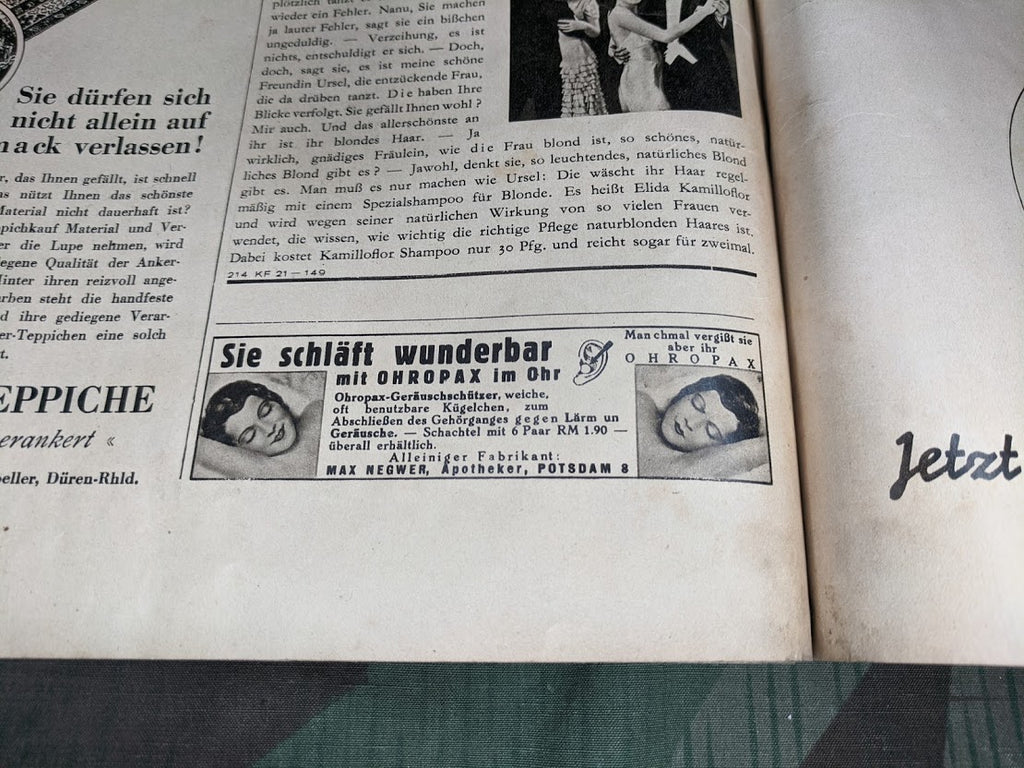 Sie dürfen sich
nicht allein auf
verlassen!
r, das Ihnen gefällt, ist schnell
nützt Ihnen das schönste
Material nicht dauerhaft ist?
ppichkauf Material und Ver-
er die Lupe nehmen, wird
egene Qualität der Anker-
Hinter ihren reizvoll ange-
rben steht die handfeste
d ihre gediegene Verar-
er-Teppichen eine solch
t.
EPPICHE
erankert «
oeller, Düren-Rhld.
wieder ein Fehler. Nanu, Sie machen
ja lauter Fehler, sagt sie ein bißchen
ungeduldig. — Verzeihung, es ist
nichts, entschuldigt er sich. — Doch,
doch, sagt sie, es ist meine schöne
Freundin Ursel, die entzückende Frau,
die da drüben tanzt. Die haben Ihre
Blicke verfolgt. Sie gefällt Ihnen wohl?
Mir auch. Und das allerschönste an
ihr ist ihr blondes Haar. — Ja
wirklich, gnädiges Fräulein, wie die Frau blond ist, so schönes, natür-
liches Blond gibt es? — Jawohl, denkt sie, so leuchtendes, natürliches Blond
gibt es. Man muß es nur machen wie Ursel: Die wäscht ihr Haar regel-
mäßig mit einem Spezialshampoo für Blonde. Es heißt Elida Kamilloflor
und wird wegen seiner natürlichen Wirkung von so vielen Frauen ver-
wendet, die wissen, wie wichtig die richtige Pflege naturblonden Haares ist.
Dabei kostet Kamilloflor Shampoo nur 30 Pfg. und reicht sogar für zweimal.
214 KF 21 — 149
Sie schläft wunderbar
mit OHROPAX im Ohr
Ohropax-Geräuschschützer, weiche,
oft benutzbare Kügelchen, zum
Abschließen des Gehörganges gegen Lärm un
Geräusche. — Schachtel mit 6 Paar RM 1.90 —
überall erhältlich.
Alleiniger Fabrikant:
MAX NEGWER, Apotheker, POTSDAM 8
Manchmal vergißt sie
aber ihr
OHROPAX
Jetzt